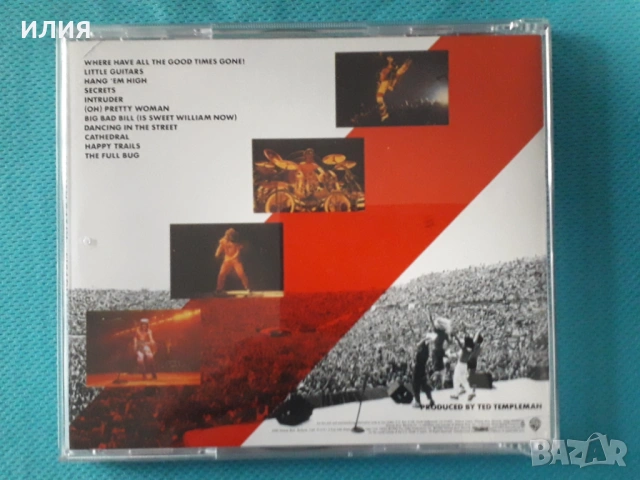 илия
WHERE HAVE ALL THE GOOD TIMES GONE!
LITTLE GUITARS
HANG 'EM HIGH
SECRETS
INTRUDER
(OH) PRETTY WOMAN
BIG BAD BILL (IS SWEET WILLIAM NOW)
DANCING IN THE STREET
CATHEDRAL
HAPPY TRAILS
THE FULL BUG
PRODUCED BY TED TEMPLEMAN
bazar